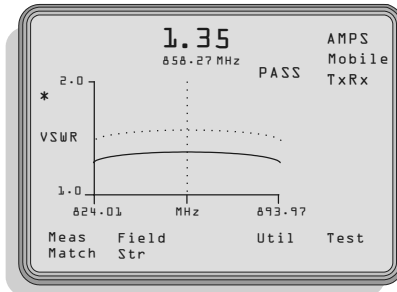 1.35
858.27 MHz
PASS
AMPS
Mobile
TxRx
2.0
*
VSWR
1.0
824.01 MHz 893.97
Meas Match
Field Str
Util
Test